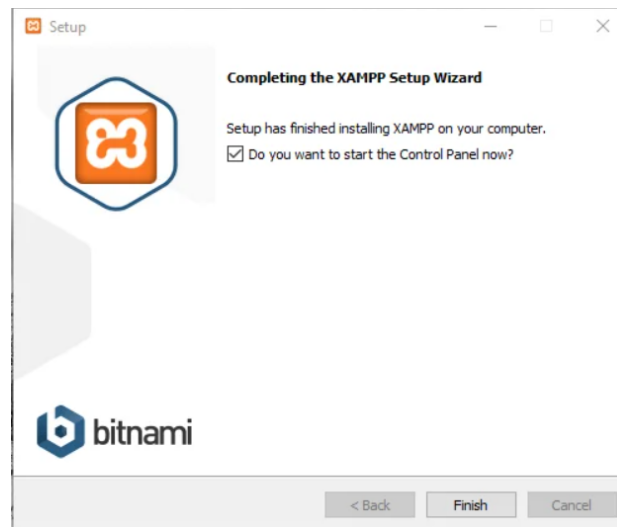 Setup
Completing the XAMPP Setup Wizard
Setup has finished installing XAMPP on your computer.
Do you want to start the Control Panel now?
bitnami
< Back
Finish
Cancel